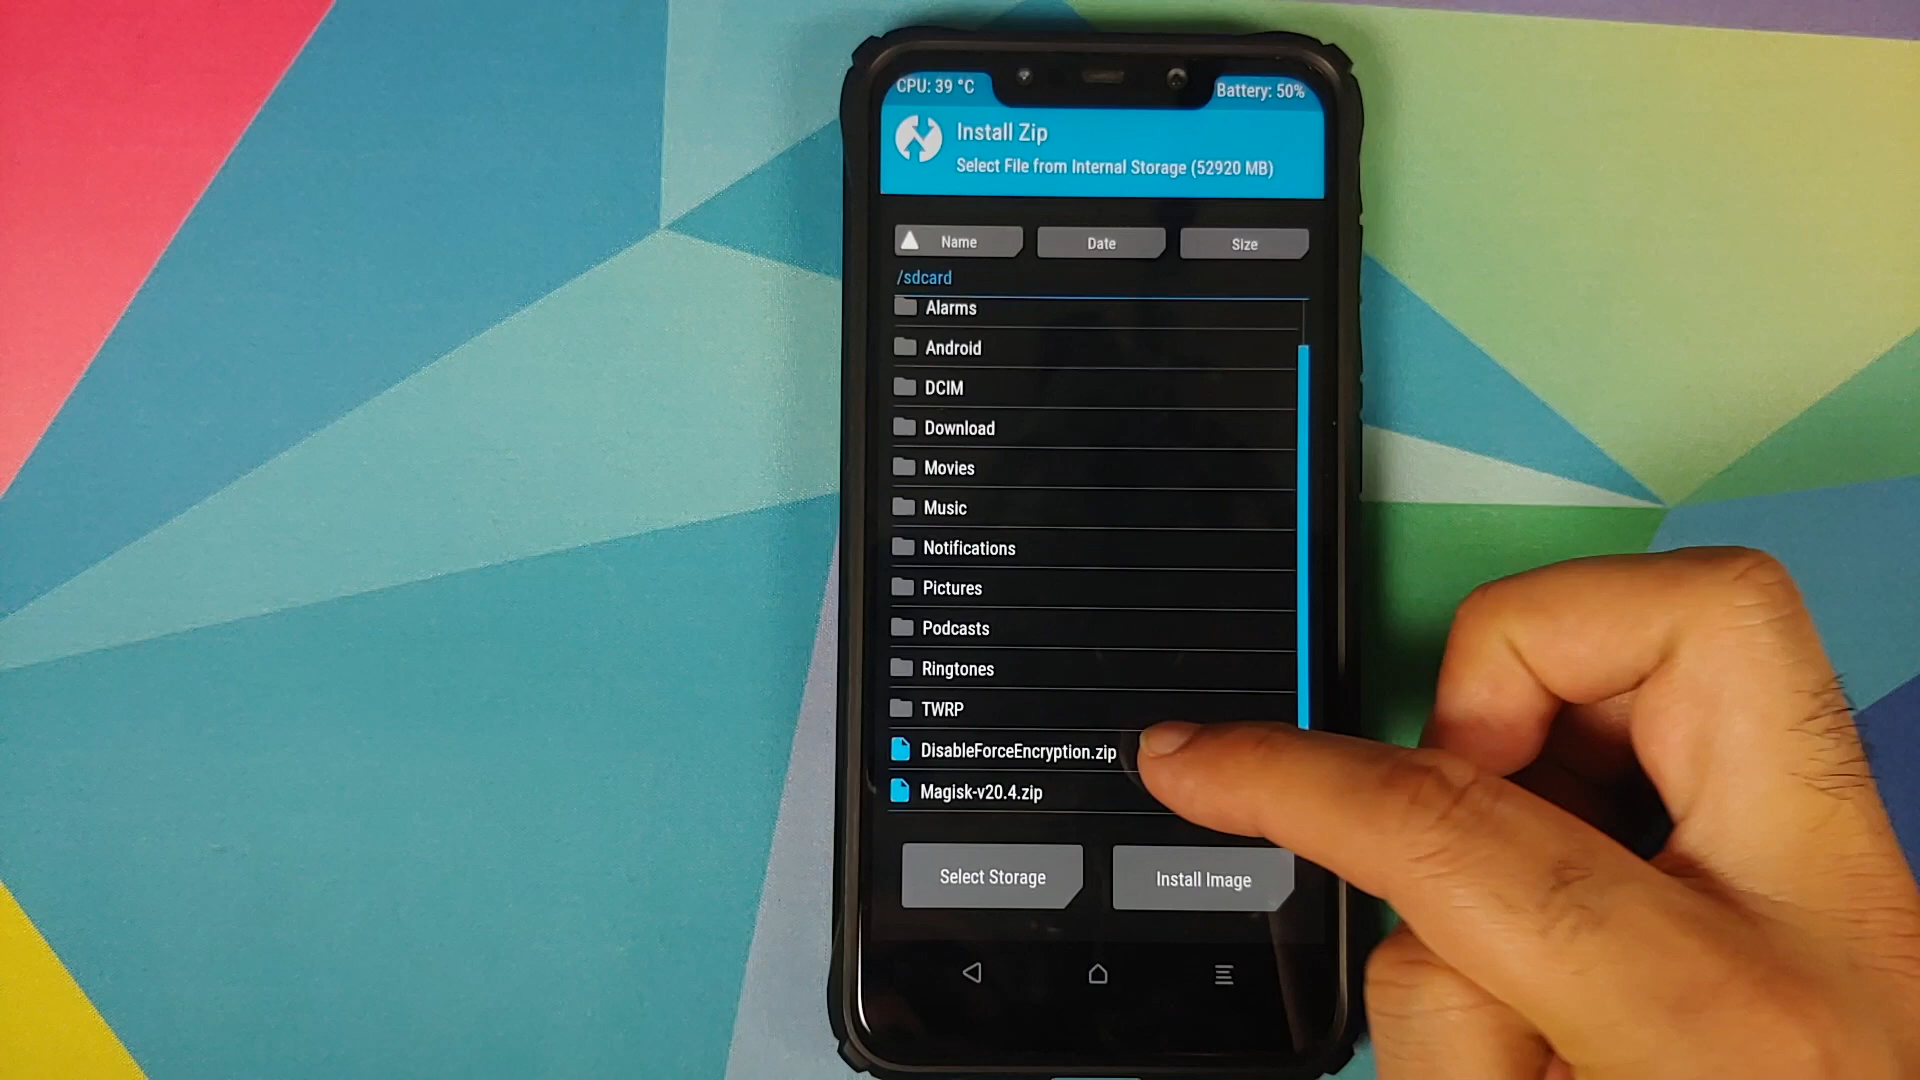 CPU: 39 °C
Battery: 50%
Install Zip
Select File from Internal Storage (52920 MB)
Name
Date
Size
/sdcard
Alarms
Android
DCIM
Download
Movies
Music
Notifications
Pictures
Podcasts
Ringtones
TWRP
DisableForceEncryption.zip
Magisk-v20.4.zip
Select Storage
Install Image